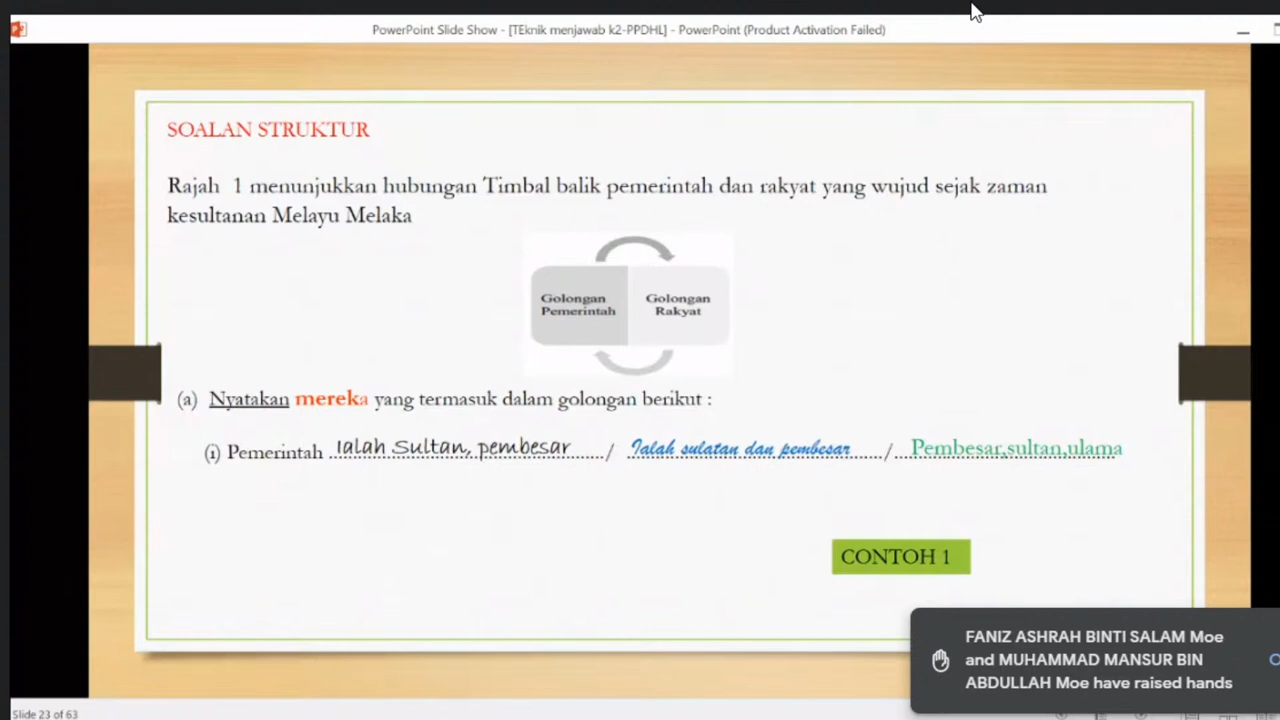 PowerPoint Slide Show - [TEknik menjawab k2-PPDHL] - PowerPoint (Product Activation Failed)
SOALAN STRUKTUR
Rajah 1 menunjukkan hubungan Timbal balik pemerintah dan rakyat yang wujud sejak zaman
kesultanan Melayu Melaka
Golongan Pemerintah
Golongan Rakyat
(a) Nyatakan mereka yang termasuk dalam golongan berikut :
(i) Pemerintah ..Ialah Sultan, pembesar....../ ..Ialah sulatan dan pembesar....../..Pembesar,sultan,ulama
CONTOH 1
FANIZ ASHRAH BINTI SALAM Moe
and MUHAMMAD MANSUR BIN
ABDULLAH Moe have raised hands
Slide 23 of 63